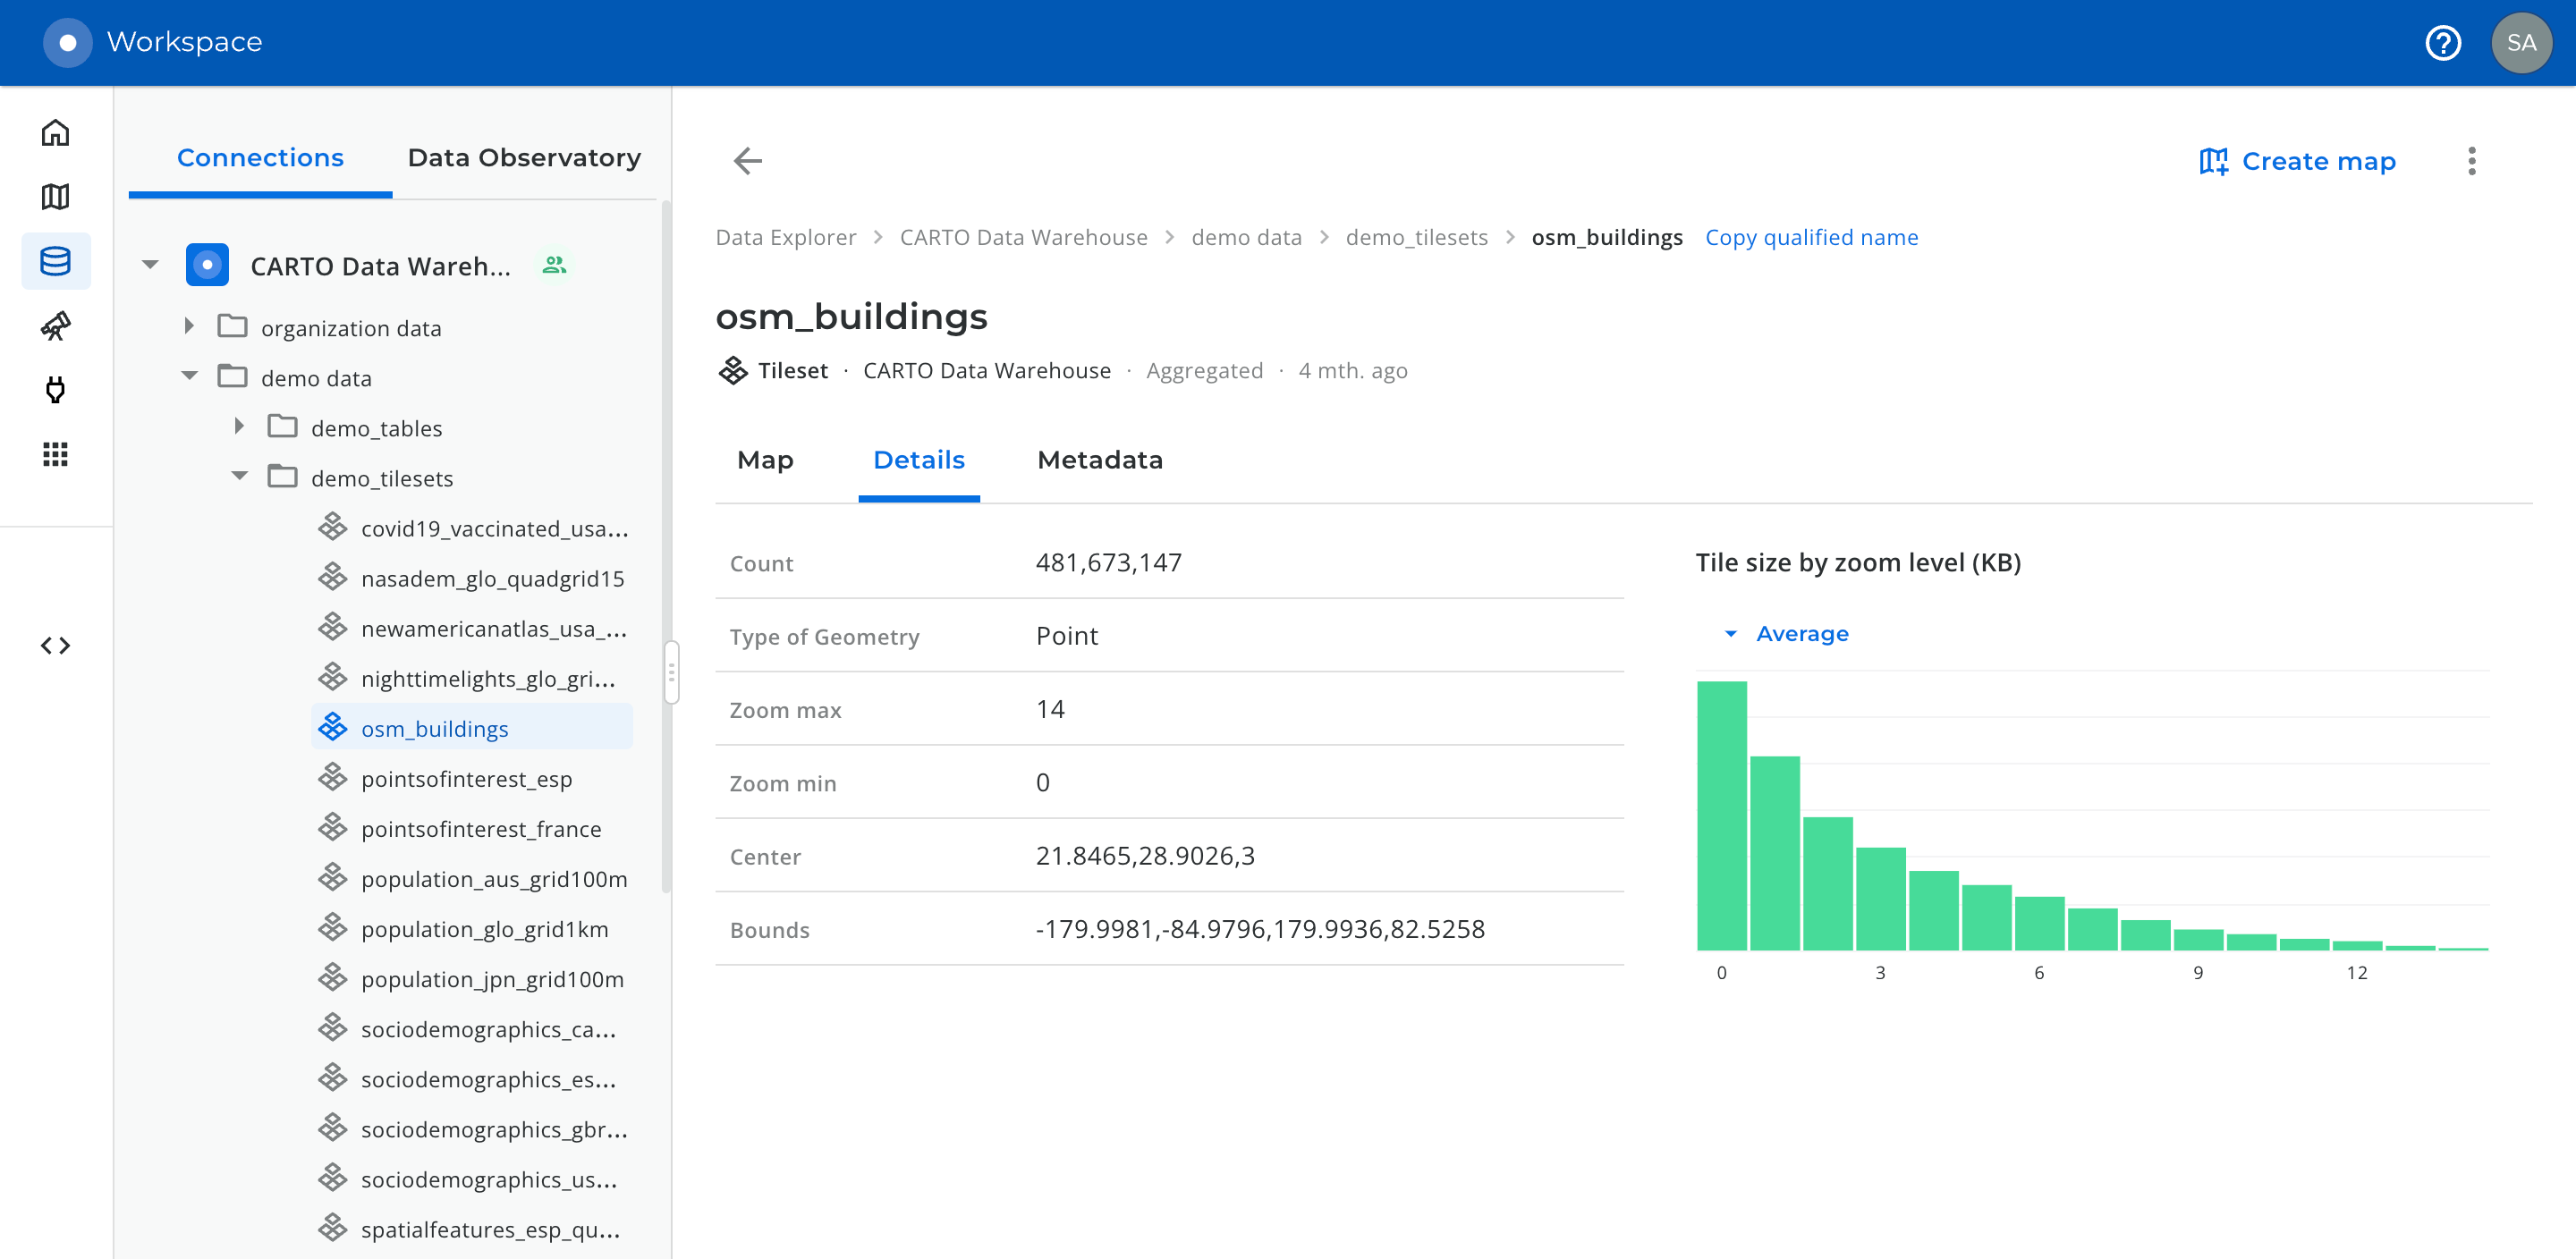 Workspace
SA
Connections
Data Observatory
CARTO Data Wareh...
organization data
demo data
demo_tables
demo_tilesets
covid19_vaccinated_usa...
nasadem_glo_quadgrid15
newamericanatlas_usa_...
nighttimelights_glo_gri...
osm_buildings
pointsofinterest_esp
pointsofinterest_france
population_aus_grid100m
population_glo_grid1km
population_jpn_grid100m
sociodemographics_ca...
sociodemographics_es...
sociodemographics_gbr...
sociodemographics_us...
spatialfeatures_esp_qu...
Create map
Data Explorer > CARTO Data Warehouse > demo data > demo_tilesets > osm_buildings Copy qualified name
osm_buildings
Tileset · CARTO Data Warehouse · Aggregated · 4 mth. ago
Map Details Metadata
Count 481,673,147
Type of Geometry Point
Zoom max 14
Zoom min 0
Center 21.8465,28.9026,3
Bounds -179.9981,-84.9796,179.9936,82.5258
Tile size by zoom level (KB)
Average
0 3 6 9 12